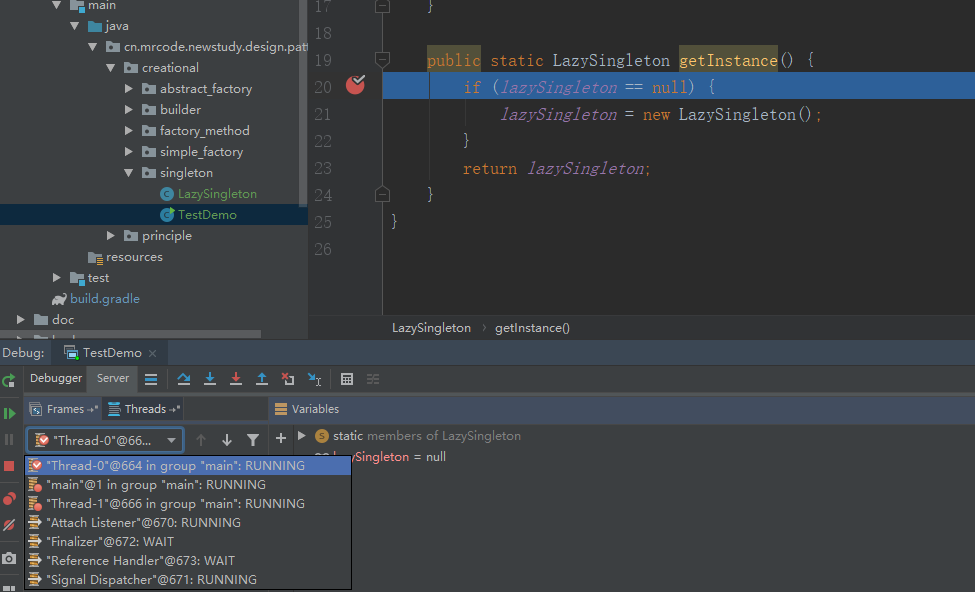 main
java
cn.mrcode.newstudy.design.pat
creational
abstract_factory
builder
factory_method
simple_factory
singleton
LazySingleton
TestDemo
principle
resources
test
build.gradle
doc
17 }
18
19 public static LazySingleton getInstance() {
20 if (lazySingleton == null) {
21 lazySingleton = new LazySingleton();
22 }
23 return lazySingleton;
24 }
25 }
26
LazySingleton › getInstance()
Debug: TestDemo ×
Debugger Server
Frames Threads Variables
"Thread-0"@66...
static members of LazySingleton
ySingleton = null
"Thread-0"@664 in group "main": RUNNING
"main"@1 in group "main": RUNNING
"Thread-1"@666 in group "main": RUNNING
"Attach Listener"@670: RUNNING
"Finalizer"@672: WAIT
"Reference Handler"@673: WAIT
"Signal Dispatcher"@671: RUNNING